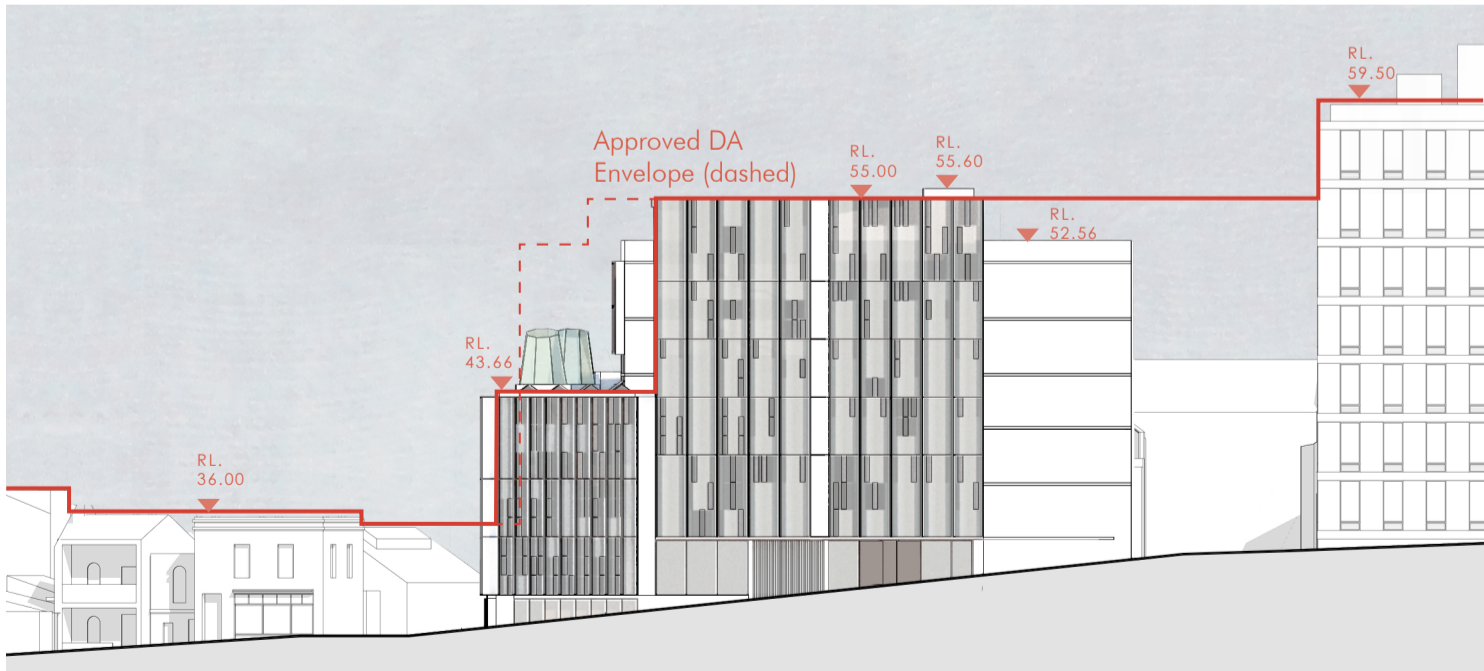 RL.
59.50
Approved DA
Envelope (dashed)
RL.
55.00
RL.
55.60
RL.
52.56
RL.
43.66
RL.
36.00